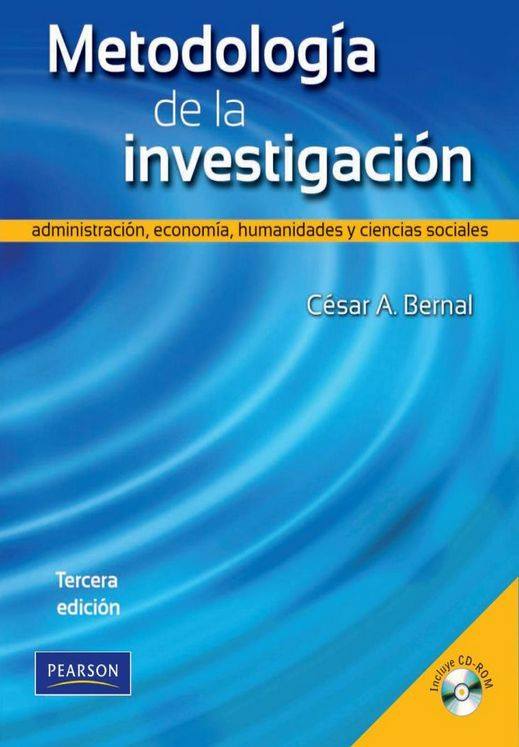 Metodología
de la
investigación
administración, economía, humanidades y ciencias sociales
César A. Bernal
Tercera
edición
PEARSON
Incluye CD-ROM